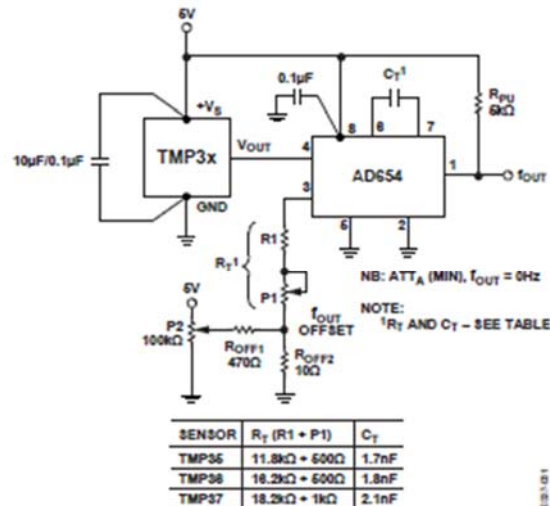 5V
0.1µF
CT1
RPU
5kΩ
+VS
8
6
7
10µF/0.1µF
TMP3x
VOUT
4
AD654
1
fOUT
GND
3
5
2
R1
RT1
NB: ATTA (MIN), fOUT = 0Hz
P1
5V
fOUT
OFFSET
NOTE:
1RT AND CT – SEE TABLE
P2
100kΩ
ROFF1
470Ω
ROFF2
10Ω
SENSOR RT (R1 + P1) CT
TMP35 11.8kΩ + 500Ω 1.7nF
TMP36 16.2kΩ + 500Ω 1.8nF
TMP37 18.2kΩ + 1kΩ 2.1nF